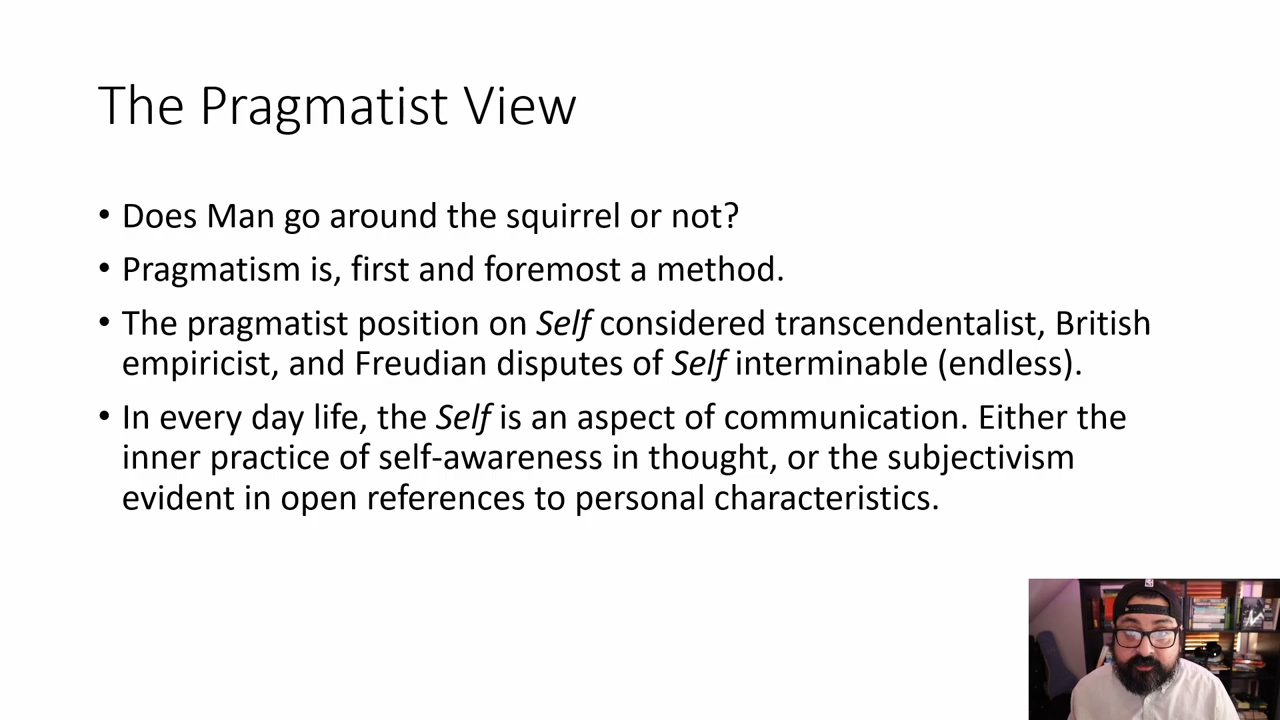 The Pragmatist View
• Does Man go around the squirrel or not?
• Pragmatism is, first and foremost a method.
• The pragmatist position on Self considered transcendentalist, British
empiricist, and Freudian disputes of Self interminable (endless).
• In every day life, the Self is an aspect of communication. Either the
inner practice of self-awareness in thought, or the subjectivism
evident in open references to personal characteristics.